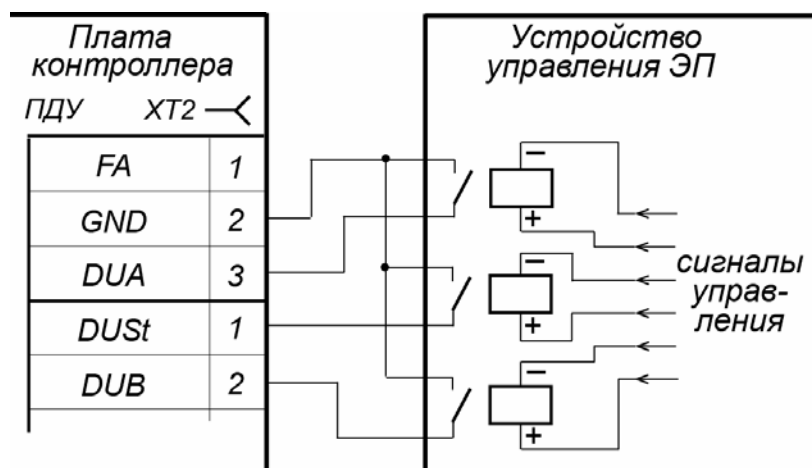 Плата
контроллера
ПДУ XT2
FA 1
GND 2
DUA 3
DUSt 1
DUB 2
Устройство
управления ЭП
−
+
−
+
−
+
сигналы
управ-
ления